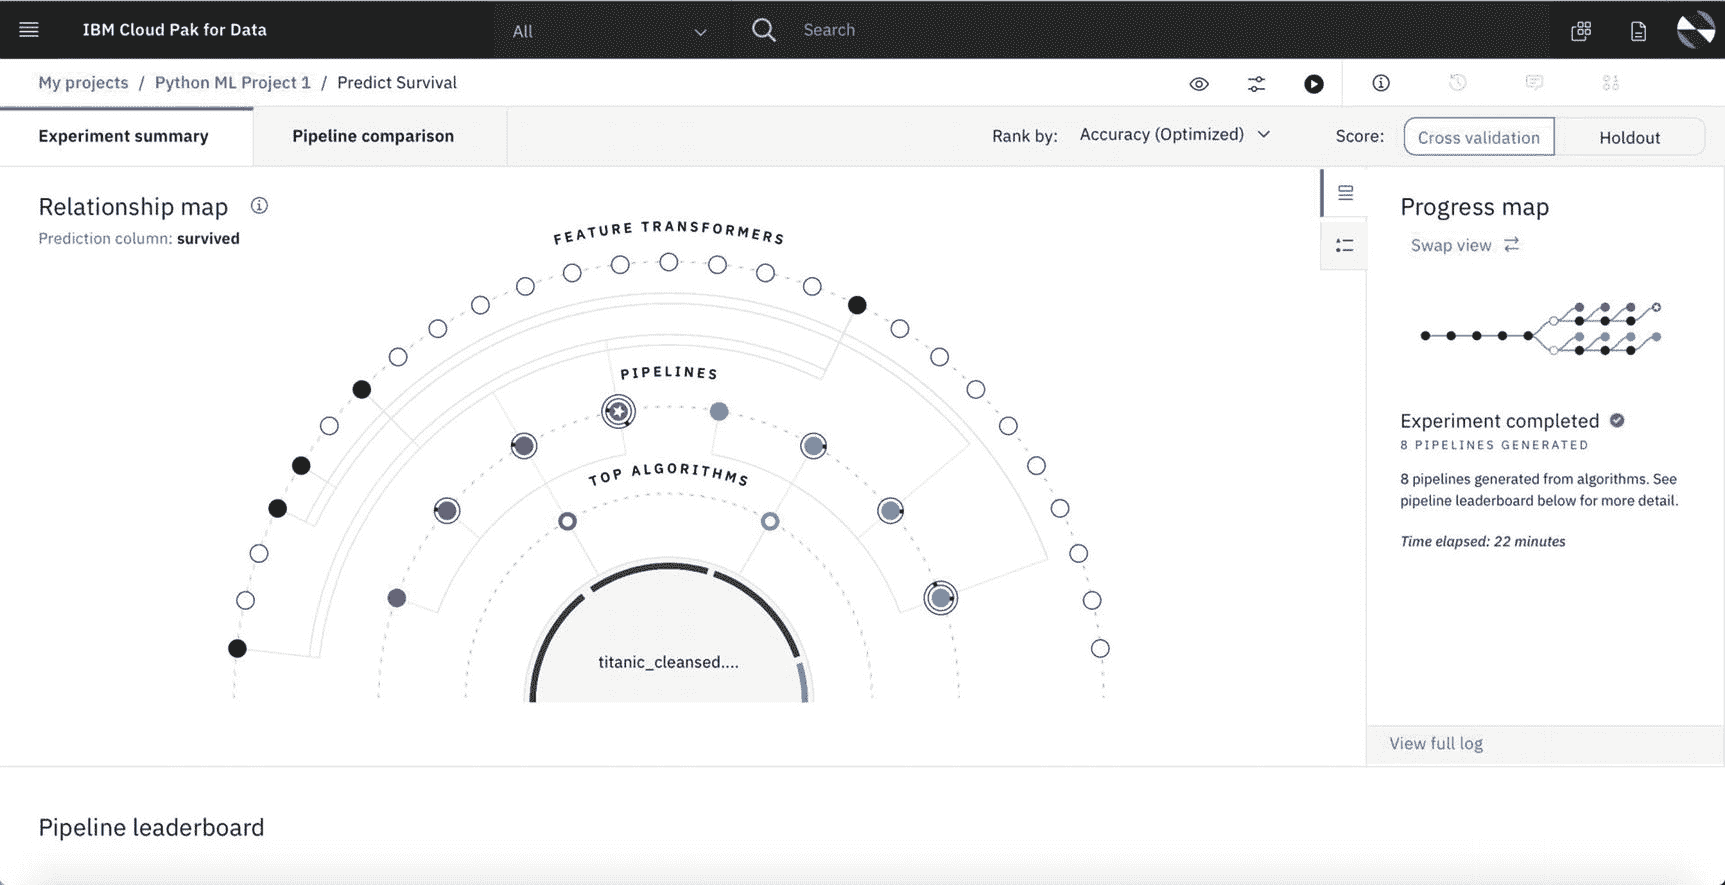 IBM Cloud Pak for Data
All
Search
My projects / Python ML Project 1 / Predict Survival
Experiment summary
Pipeline comparison
Rank by: Accuracy (Optimized)
Score: Cross validation Holdout
Relationship map
Prediction column: survived
FEATURE TRANSFORMERS
PIPELINES
TOP ALGORITHMS
titanic_cleansed....
Progress map
Swap view
Experiment completed
8 PIPELINES GENERATED
8 pipelines generated from algorithms. See
pipeline leaderboard below for more detail.
Time elapsed: 22 minutes
View full log
Pipeline leaderboard